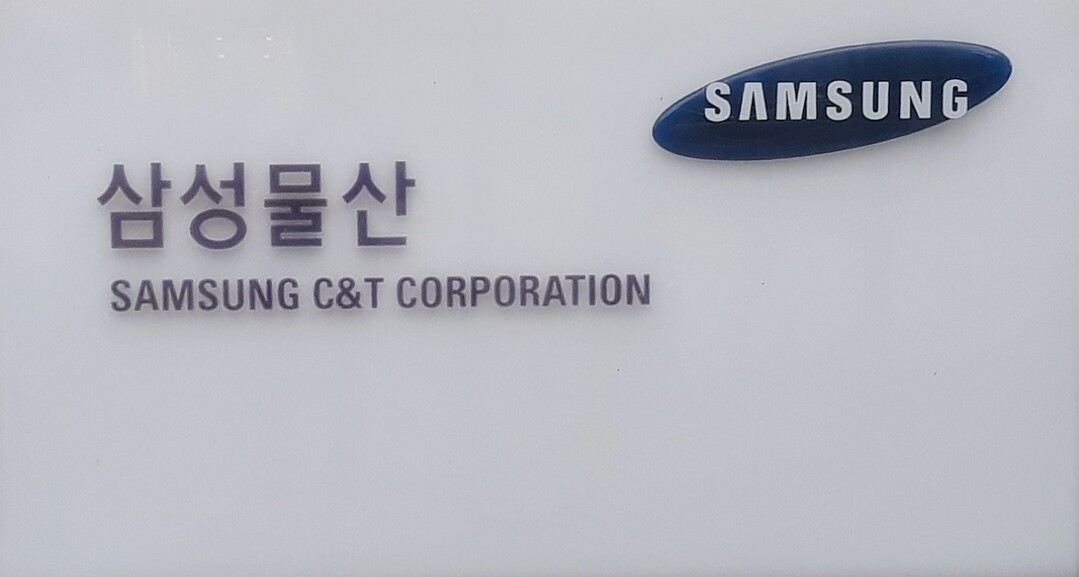 SAMSUNG
삼성물산
SAMSUNG C&T CORPORATION